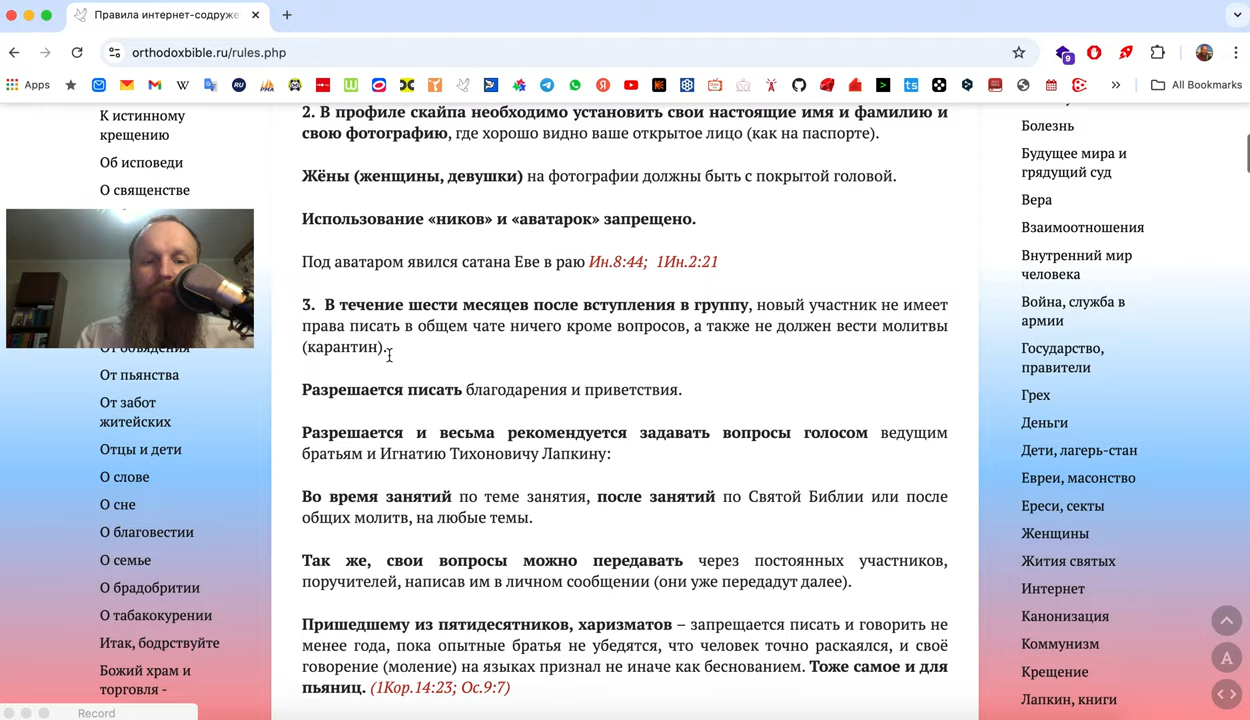 Правила интернет-содруже
orthodoxbible.ru/rules.php
9
Apps
All Bookmarks
К истинному
крещению
Об исповеди
О священстве
От объядения
От пьянства
От забот
житейских
Отцы и дети
О слове
О сне
О благовестии
О семье
О брадобритии
О табакокурении
Итак, бодрствуйте
Божий храм и
торговля -
Record
2. В профиле скайпа необходимо установить свои настоящие имя и фамилию и
свою фотографию, где хорошо видно ваше открытое лицо (как на паспорте).
Жёны (женщины, девушки) на фотографии должны быть с покрытой головой.
Использование «ников» и «аватарок» запрещено.
Под аватаром явился сатана Еве в раю Ин.8:44; 1Ин.2:21
3. В течение шести месяцев после вступления в группу, новый участник не имеет
права писать в общем чате ничего кроме вопросов, а также не должен вести молитвы
(карантин).
Разрешается писать благодарения и приветствия.
Разрешается и весьма рекомендуется задавать вопросы голосом ведущим
братьям и Игнатию Тихоновичу Лапкину:
Во время занятий по теме занятия, после занятий по Святой Библии или после
общих молитв, на любые темы.
Так же, свои вопросы можно передавать через постоянных участников,
поручителей, написав им в личном сообщении (они уже передадут далее).
Пришедшему из пятидесятников, харизматов – запрещается писать и говорить не
менее года, пока опытные братья не убедятся, что человек точно раскаялся, и своё
говорение (моление) на языках признал не иначе как беснованием. Тоже самое и для
пьяниц. (1Кор.14:23; Ос.9:7)
Болезнь
Будущее мира и
грядущий суд
Вера
Взаимоотношения
Внутренний мир
человека
Война, служба в
армии
Государство,
правители
Грех
Деньги
Дети, лагерь-стан
Евреи, масонство
Ереси, секты
Женщины
Жития святых
Интернет
Канонизация
Коммунизм
Крещение
Лапкин, книги
A